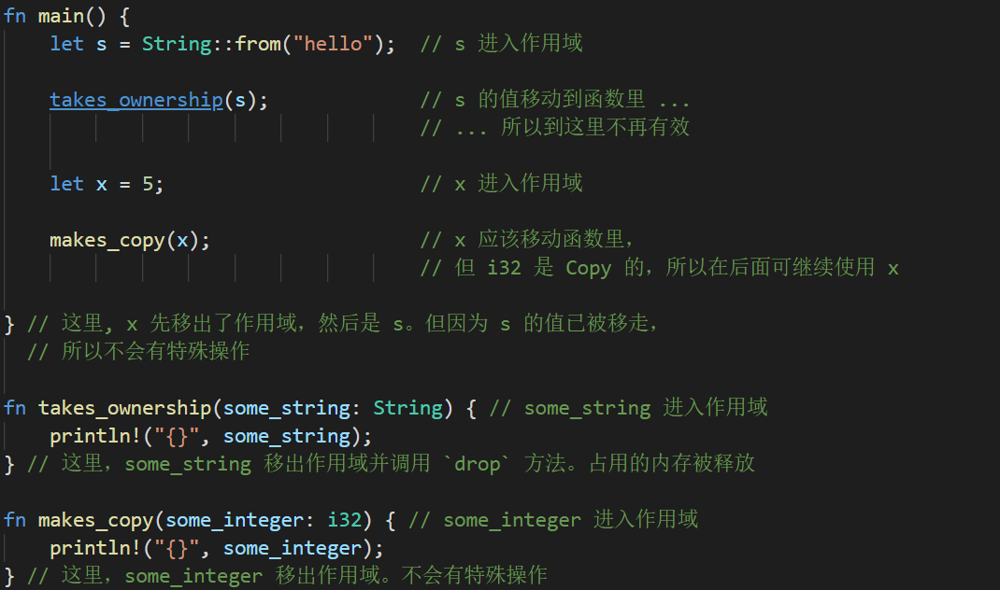 fn main() {
    let s = String::from("hello");  // s 进入作用域
    takes_ownership(s);             // s 的值移动到函数里 ...
                                    // ... 所以到这里不再有效
    let x = 5;                      // x 进入作用域
    makes_copy(x);                  // x 应该移动函数里，
                                    // 但 i32 是 Copy 的，所以在后面可继续使用 x
} // 这里, x 先移出了作用域，然后是 s。但因为 s 的值已被移走，
  // 所以不会有特殊操作
fn takes_ownership(some_string: String) { // some_string 进入作用域
    println!("{}", some_string);
} // 这里，some_string 移出作用域并调用 `drop` 方法。占用的内存被释放
fn makes_copy(some_integer: i32) { // some_integer 进入作用域
    println!("{}", some_integer);
} // 这里，some_integer 移出作用域。不会有特殊操作